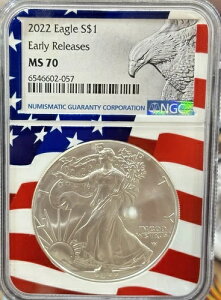 2022 Eagle S$1
Early Releases
MS 70
6546602-057
NUMISMATIC GUARANTY CORPORATION
NGC